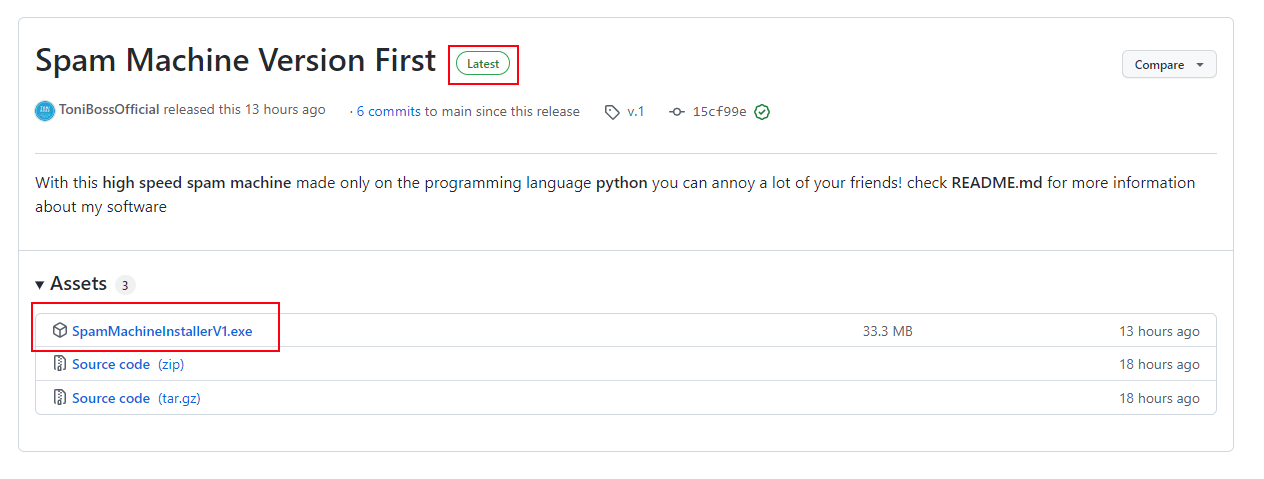 Spam Machine Version First Latest Compare
ToniBossOfficial released this 13 hours ago · 6 commits to main since this release v.1 15cf99e
With this high speed spam machine made only on the programming language python you can annoy a lot of your friends! check README.md for more information
about my software
Assets 3
SpamMachineInstallerV1.exe 33.3 MB 13 hours ago
Source code (zip) 18 hours ago
Source code (tar.gz) 18 hours ago